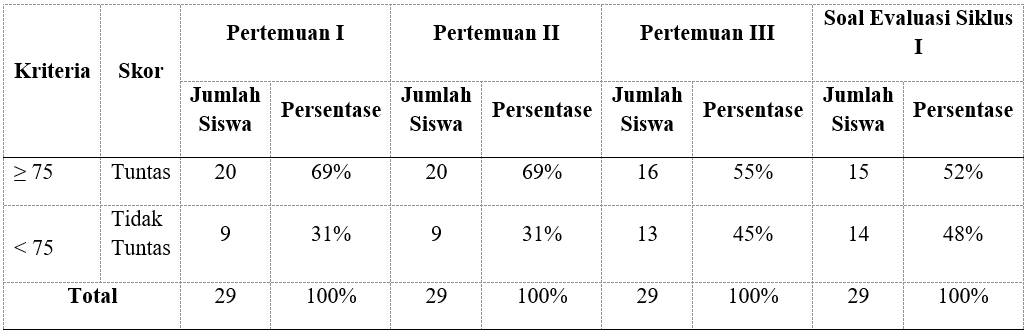 Kriteria Skor Pertemuan I Pertemuan II Pertemuan III Soal Evaluasi Siklus
I
Jumlah
Siswa Persentase Jumlah
Siswa Persentase Jumlah
Siswa Persentase Jumlah
Siswa Persentase
≥ 75 Tuntas 20 69% 20 69% 16 55% 15 52%
< 75 Tidak
Tuntas 9 31% 9 31% 13 45% 14 48%
Total 29 100% 29 100% 29 100% 29 100%